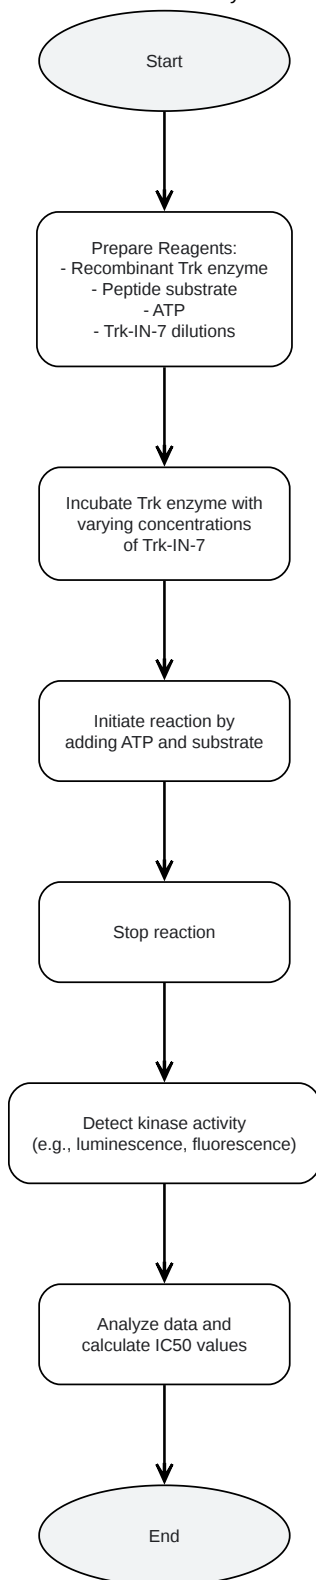 Start
Prepare Reagents:
- Recombinant Trk enzyme
- Peptide substrate
- ATP
- Trk-IN-7 dilutions
Incubate Trk enzyme with
varying concentrations
of Trk-IN-7
Initiate reaction by
adding ATP and substrate
Stop reaction
Detect kinase activity
(e.g., luminescence, fluorescence)
Analyze data and
calculate IC50 values
End